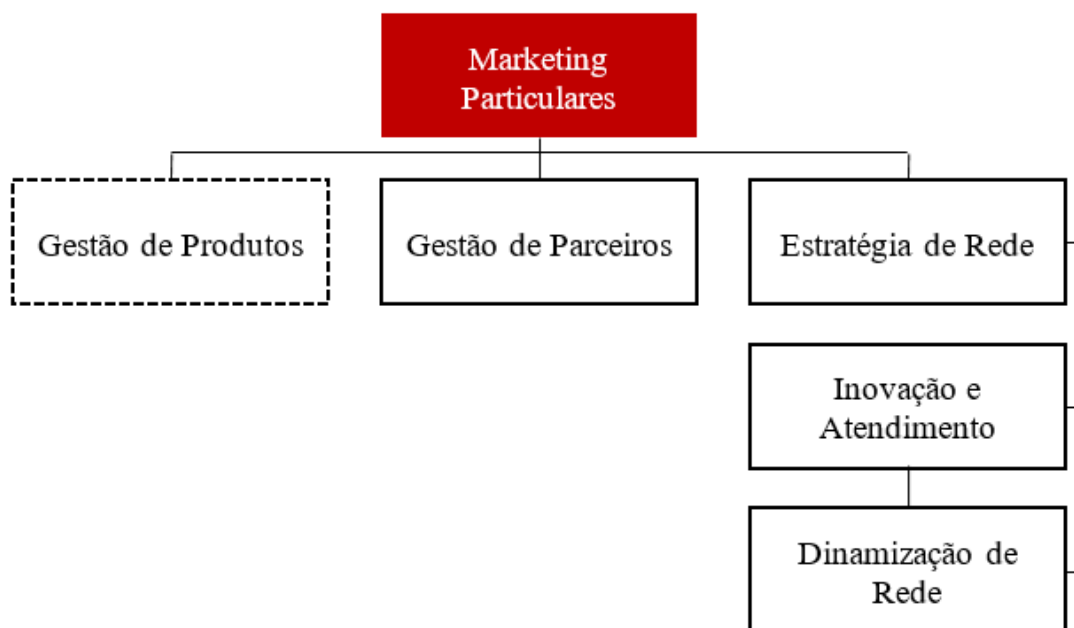 Marketing
Particulares
Gestão de Produtos
Gestão de Parceiros
Estratégia de Rede
Inovação e
Atendimento
Dinamização de
Rede